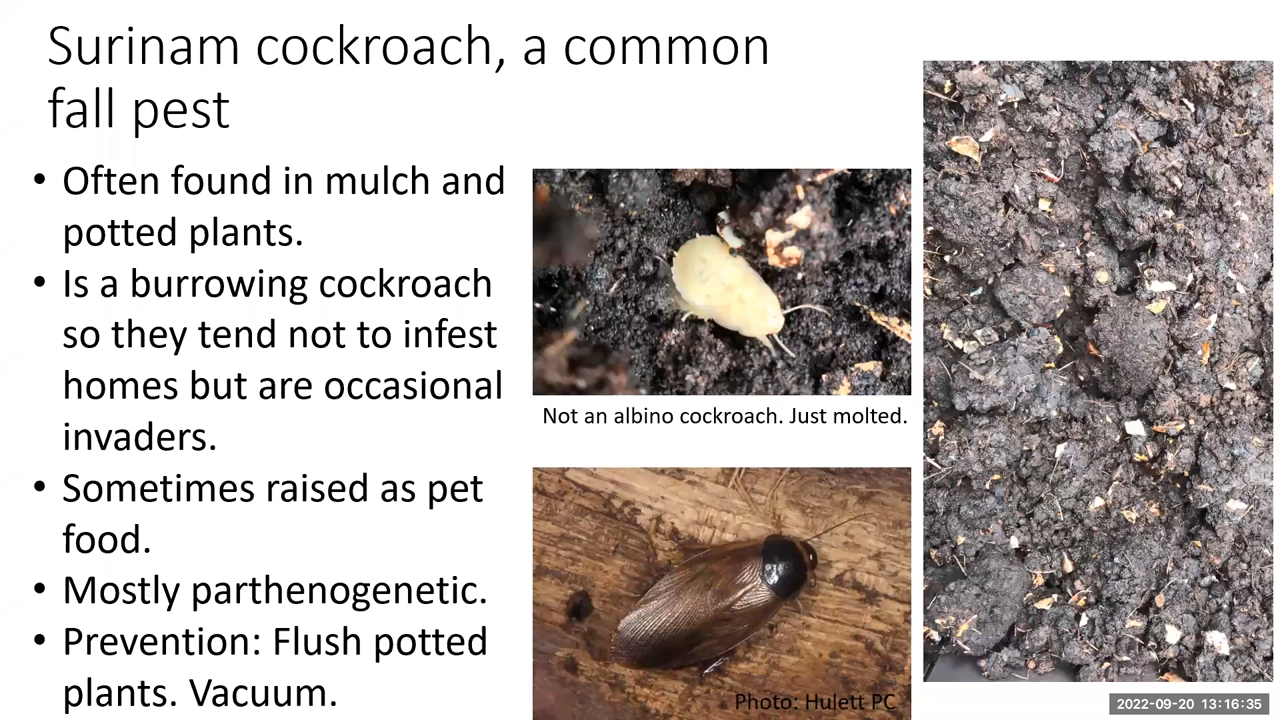 Surinam cockroach, a common
fall pest
• Often found in mulch and
potted plants.
• Is a burrowing cockroach
so they tend not to infest
homes but are occasional
invaders.
• Sometimes raised as pet
food.
• Mostly parthenogenetic.
• Prevention: Flush potted
plants. Vacuum.
Not an albino cockroach. Just molted.
Photo: Hulett PC
2022-09-20 13:16:35